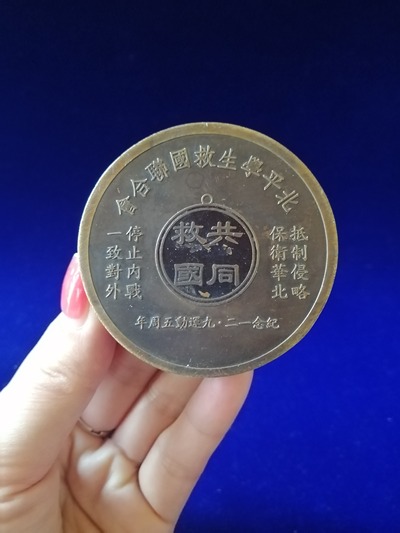 北平學生救國聯合會
抵制侵略
保衛華北
共同
救國
停止内戰
一致對外
紀念一二·九運動五周年